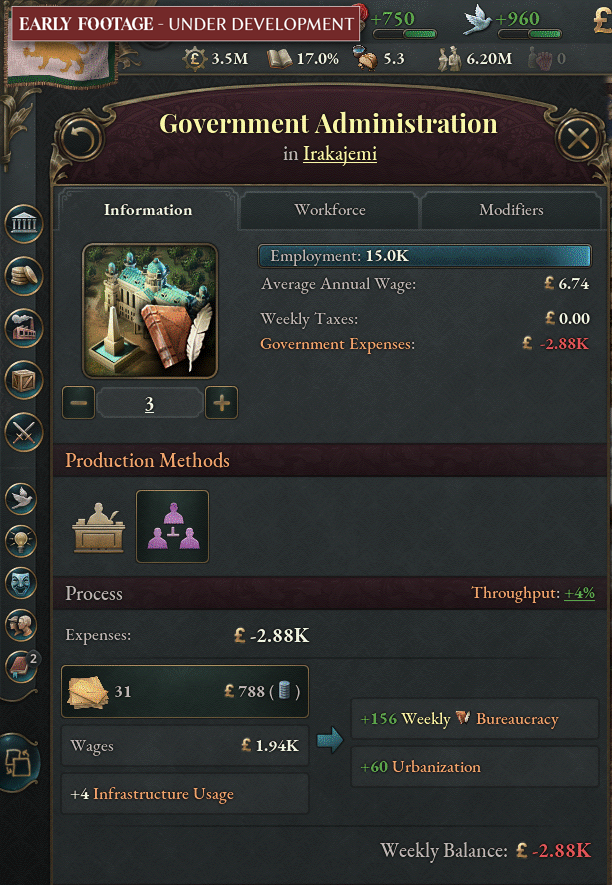 EARLY FOOTAGE - UNDER DEVELOPMENT
+750
+960
£
£ 3.5M
17.0%
5.3
6.20M
0
Government Administration
in Irakajemi
Information
Workforce
Modifiers
Employment: 15.0K
Average Annual Wage: £ 6.74
Weekly Taxes: £ 0.00
Government Expenses: £ -2.88K
3
Production Methods
Process
Throughput: +4%
Expenses: £ -2.88K
2
31 £ 788 ( )
+156 Weekly Bureaucracy
Wages £ 1.94K
+60 Urbanization
+4 Infrastructure Usage
Weekly Balance: £ -2.88K